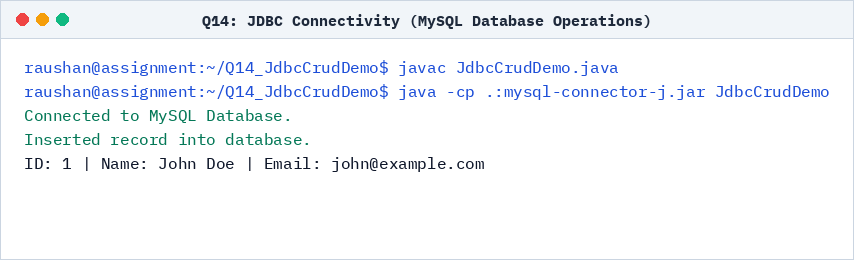 Q14: JDBC Connectivity (MySQL Database Operations)
raushan@assignment:~/Q14_JdbcCrudDemo$ javac JdbcCrudDemo.java
raushan@assignment:~/Q14_JdbcCrudDemo$ java -cp .:mysql-connector-j.jar JdbcCrudDemo
Connected to MySQL Database.
Inserted record into database.
ID: 1 | Name: John Doe | Email: john@example.com